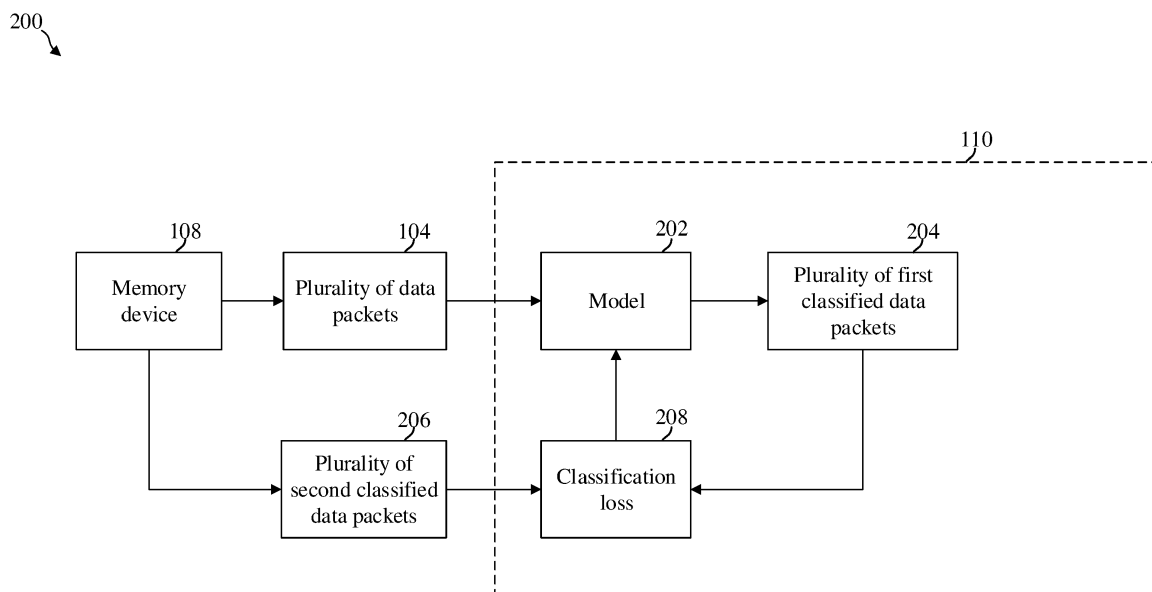 200
110
108
104
202
204
Memory
device
Plurality of data
packets
Model
Plurality of first
classified data
packets
206
208
Plurality of
second classified
data packets
Classification
loss